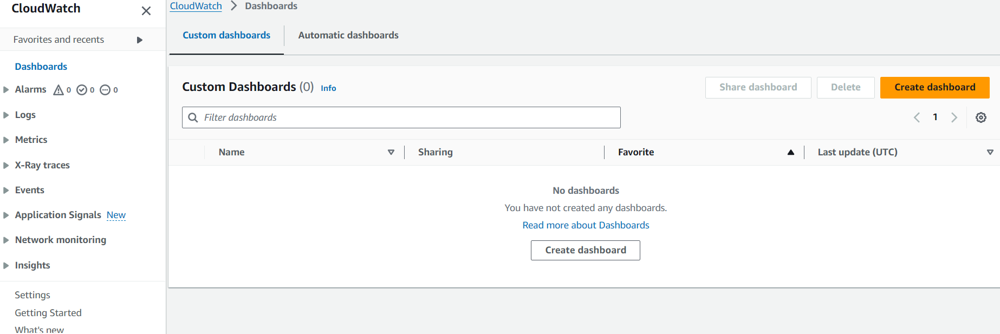 CloudWatch
Favorites and recents
Dashboards
Alarms 0 0 0
Logs
Metrics
X-Ray traces
Events
Application Signals New
Network monitoring
Insights
Settings
Getting Started
What's new
CloudWatch Dashboards
Custom dashboards Automatic dashboards
Custom Dashboards (0) Info Share dashboard Delete Create dashboard
Filter dashboards 1
Name Sharing Favorite Last update (UTC)
No dashboards
You have not created any dashboards.
Read more about Dashboards
Create dashboard